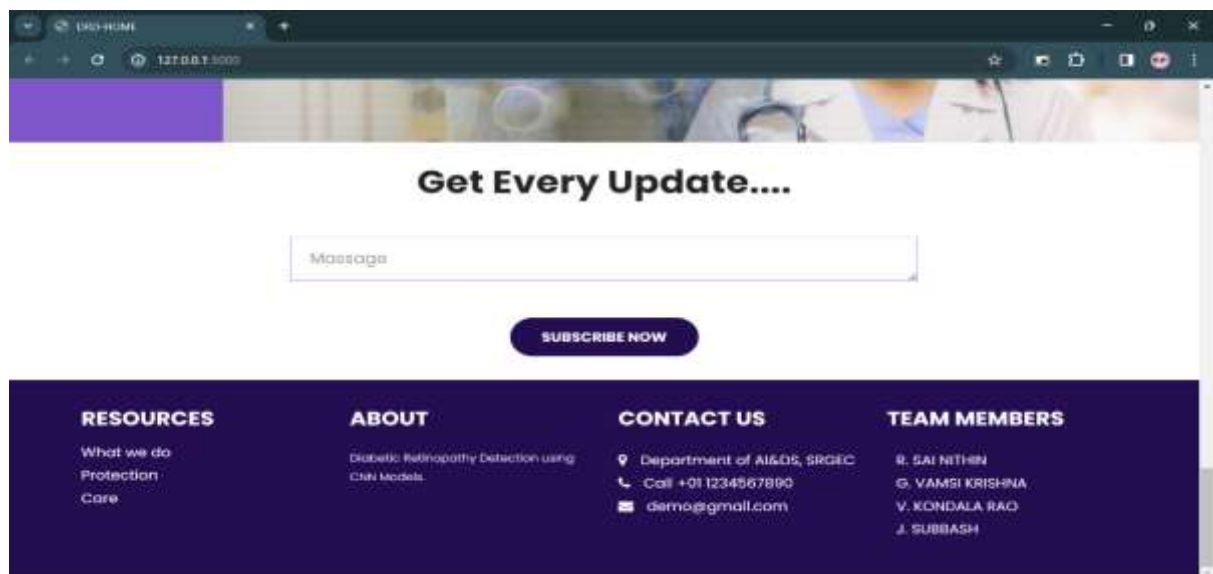 DRD-HOME
127.0.0.1:5000
Get Every Update....
Massage
SUBSCRIBE NOW
RESOURCES
What we do
Protection
Care
ABOUT
Diabetic Retinopathy Detection using
CNN Models.
CONTACT US
Department of AI&DS, SRGEC
Call +01 1234567890
demo@gmail.com
TEAM MEMBERS
R. SAI NITHIN
G. VAMSI KRISHNA
V. KONDALA RAO
J. SUBBASH